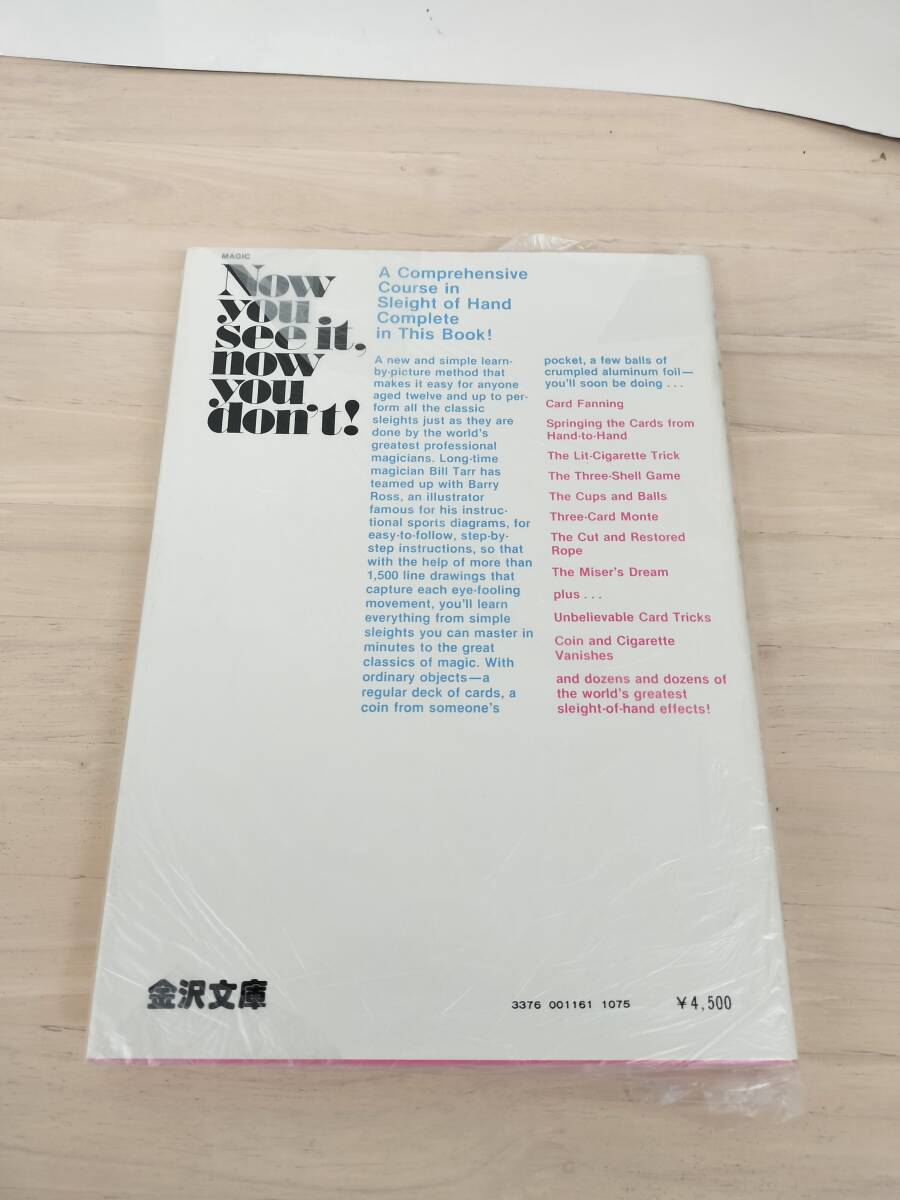 MAGIC
Now
you
see it,
now
you
don't!
A Comprehensive
Course in
Sleight of Hand
Complete
in This Book!
A new and simple learn-
by-picture method that
makes it easy for anyone
aged twelve and up to per-
form all the classic
sleights just as they are
done by the world's
greatest professional
magicians. Long-time
magician Bill Tarr has
teamed up with Barry
Ross, an illustrator
famous for his instruc-
tional sports diagrams, for
easy-to-follow, step-by-
step instructions, so that
with the help of more than
1,500 line drawings that
capture each eye-fooling
movement, you'll learn
everything from simple
sleights you can master in
minutes to the great
classics of magic. With
ordinary objects—a
regular deck of cards, a
coin from someone's
pocket, a few balls of
crumpled aluminum foil—
you'll soon be doing . . .
Card Fanning
Springing the Cards from
Hand-to-Hand
The Lit-Cigarette Trick
The Three-Shell Game
The Cups and Balls
Three-Card Monte
The Cut and Restored
Rope
The Miser's Dream
plus . . .
Unbelievable Card Tricks
Coin and Cigarette
Vanishes
and dozens and dozens of
the world's greatest
sleight-of-hand effects!
金沢文庫
3376 001161 1075
¥4,500